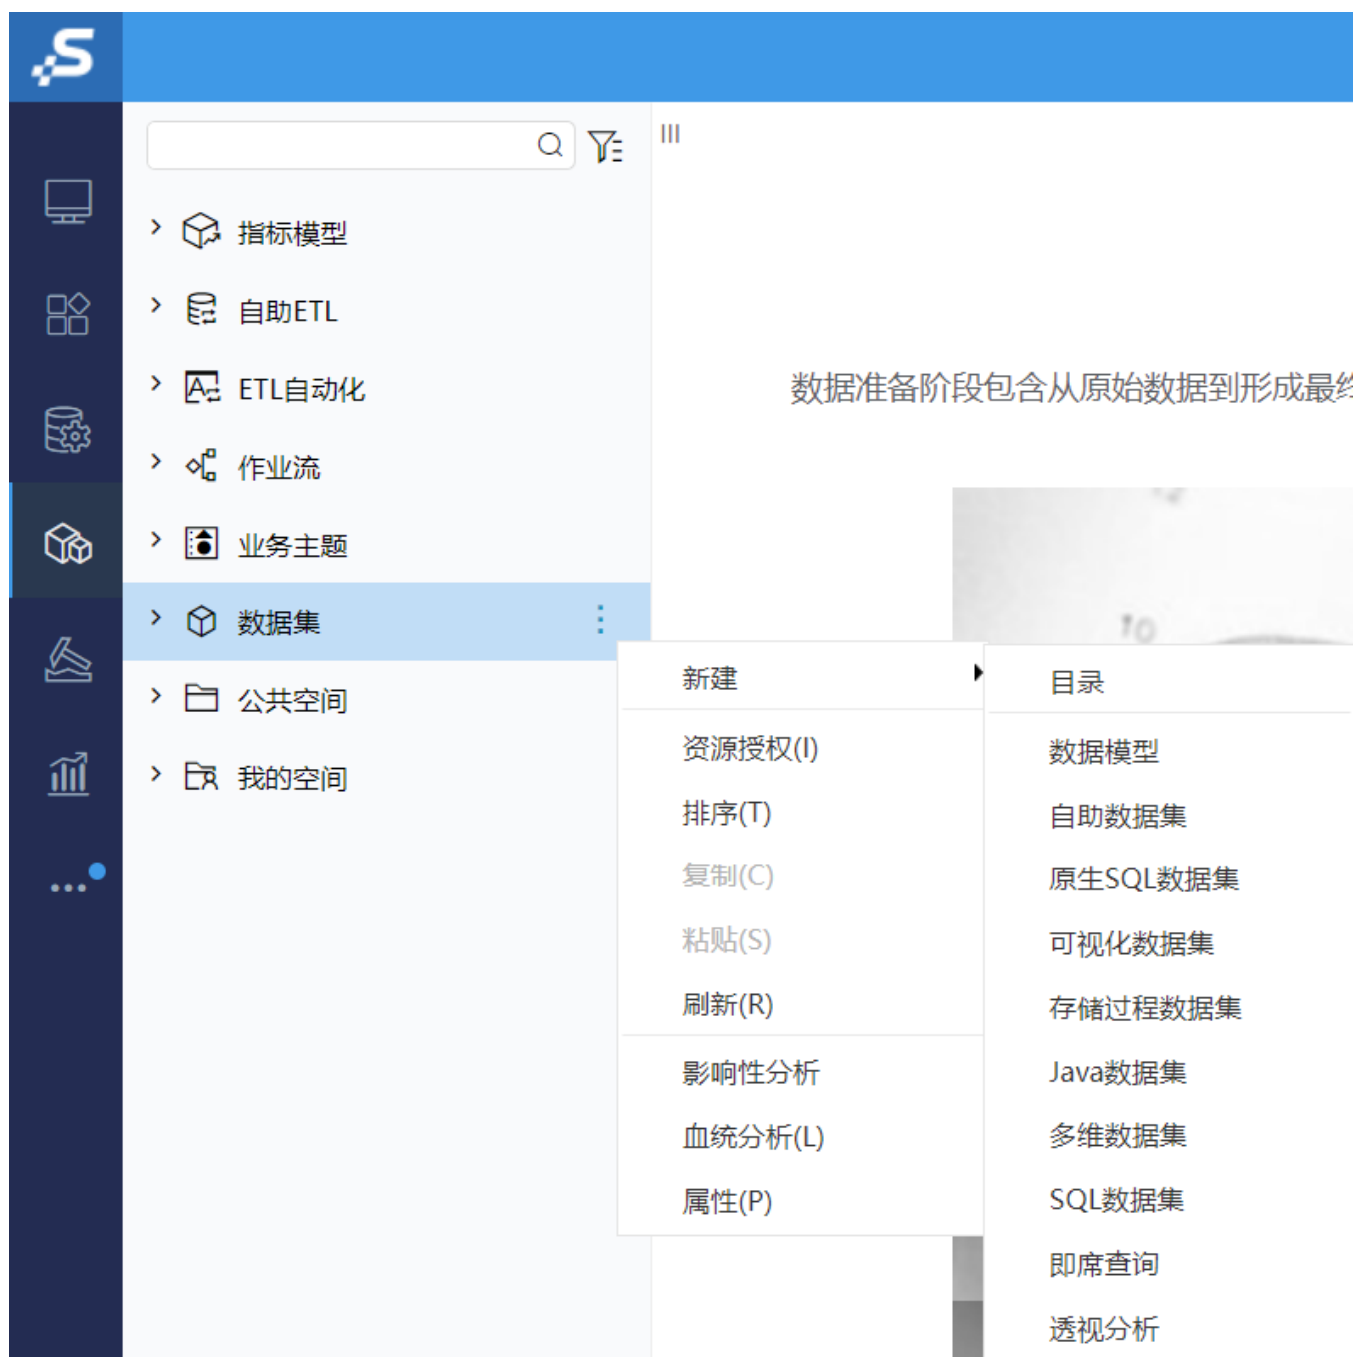 指标模型
自助ETL
ETL自动化
作业流
业务主题
数据集
公共空间
我的空间
数据准备阶段包含从原始数据到形成最终
10
新建
资源授权(I)
排序(T)
复制(C)
粘贴(S)
刷新(R)
影响性分析
血统分析(L)
属性(P)
目录
数据模型
自助数据集
原生SQL数据集
可视化数据集
存储过程数据集
Java数据集
多维数据集
SQL数据集
即席查询
透视分析